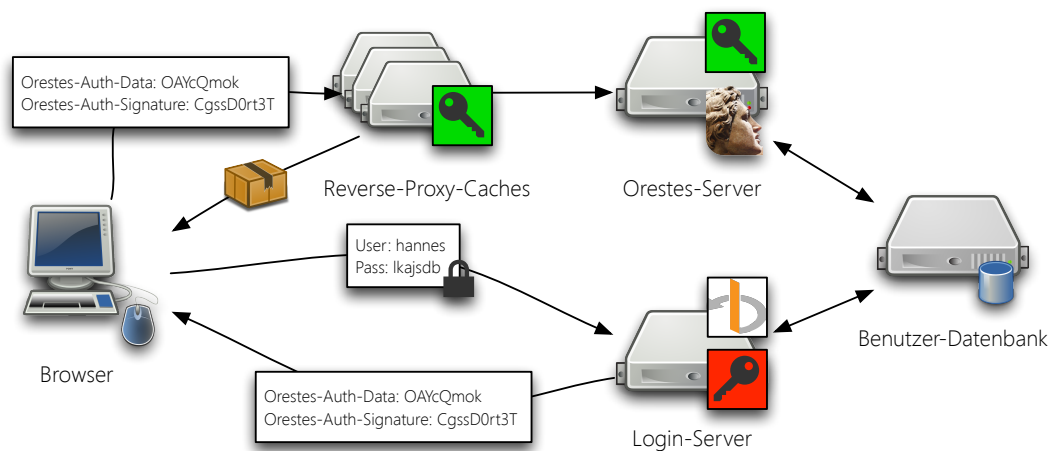 Orestes-Auth-Data: OAYcQmok
Orestes-Auth-Signature: CgssD0rt3T
Reverse-Proxy-Caches
Orestes-Server
User: hannes
Pass: lkajsdb
Benutzer-Datenbank
Browser
Orestes-Auth-Data: OAYcQmok
Orestes-Auth-Signature: CgssD0rt3T
Login-Server